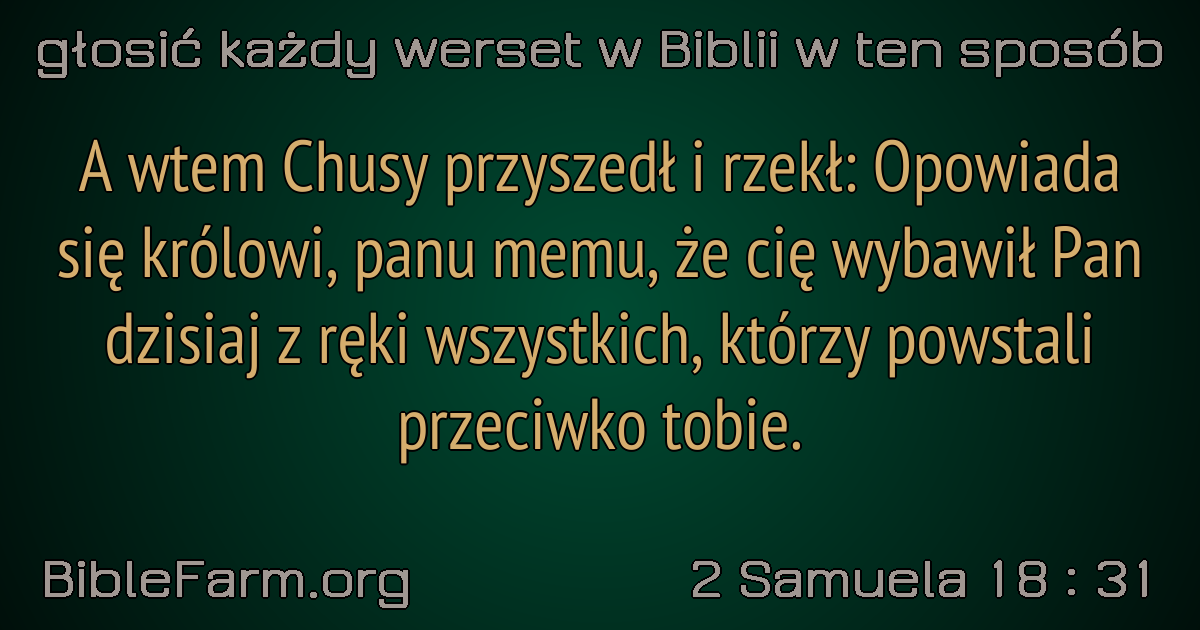 głosić każdy werset w Biblii w ten sposób
A wtem Chusy przyszedł i rzekł: Opowiada
się królowi, panu memu, że cię wybawił Pan
dzisiaj z ręki wszystkich, którzy powstali
przeciwko tobie.
BibleFarm.org
2 Samuela 18 : 31